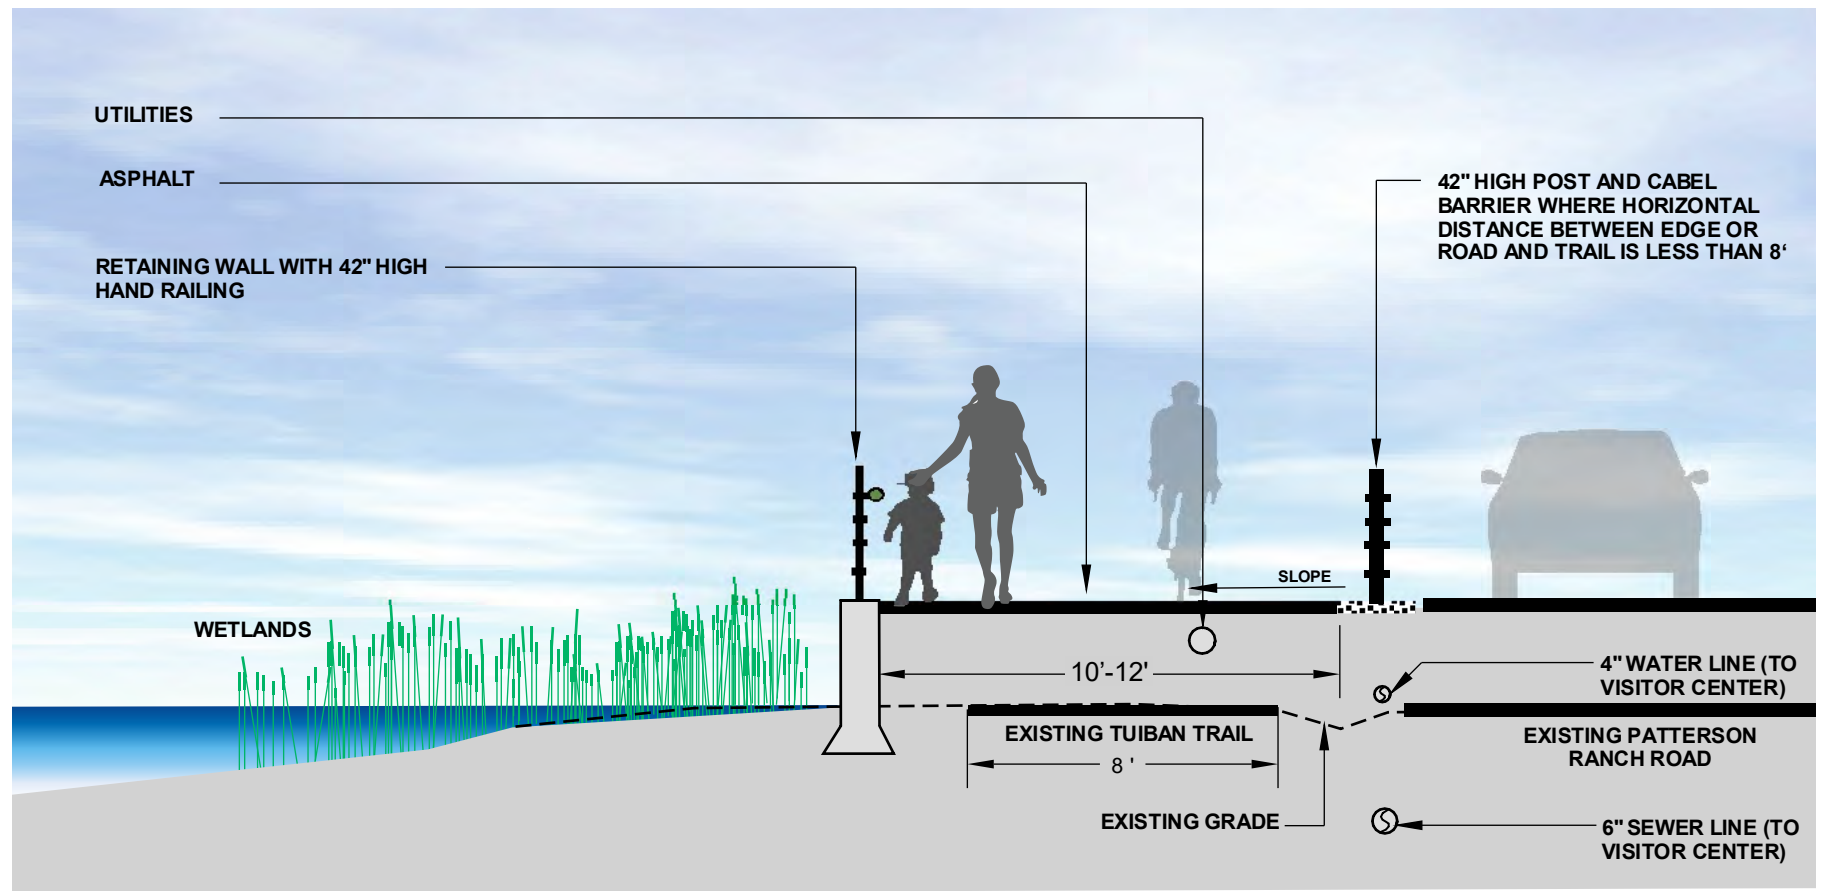 UTILITIES
ASPHALT
RETAINING WALL WITH 42" HIGH
HAND RAILING
42" HIGH POST AND CABEL
BARRIER WHERE HORIZONTAL
DISTANCE BETWEEN EDGE OR
ROAD AND TRAIL IS LESS THAN 8‘
SLOPE
WETLANDS
10’-12'
4" WATER LINE (TO
VISITOR CENTER)
EXISTING TUIBAN TRAIL
8 '
EXISTING PATTERSON
RANCH ROAD
EXISTING GRADE
6" SEWER LINE (TO
VISITOR CENTER)